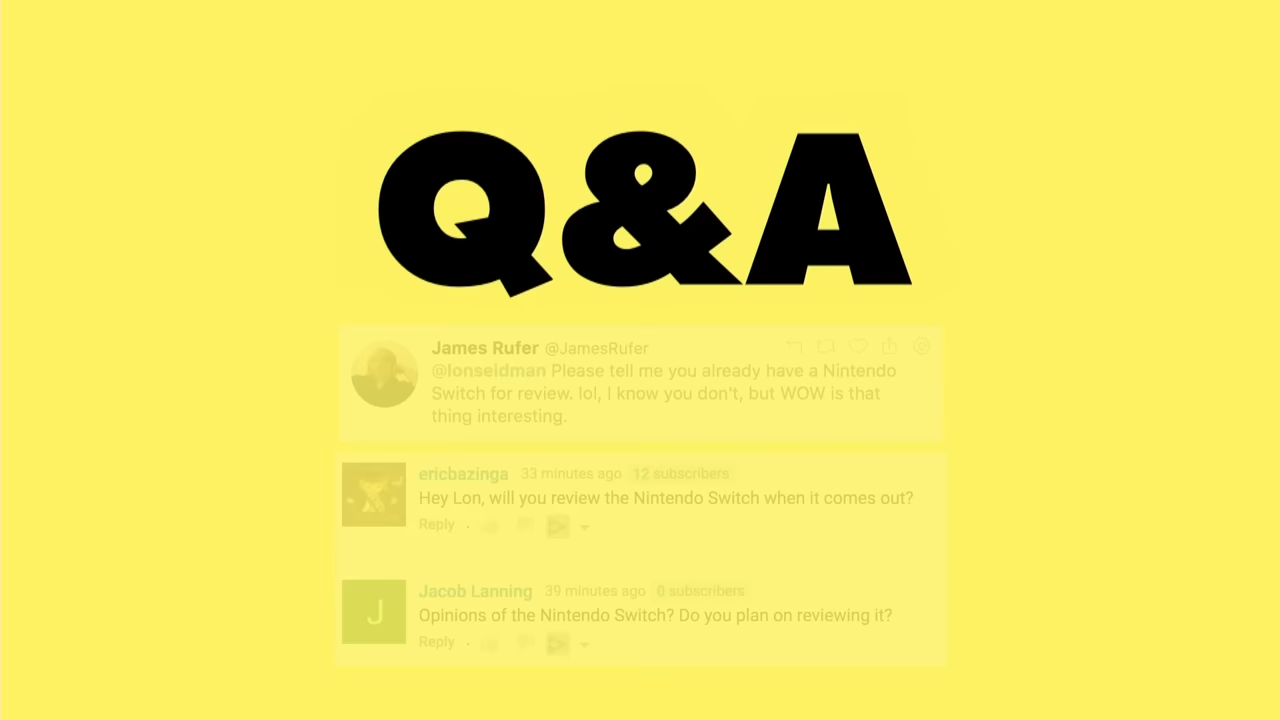 Q&A
James Rufer @JamesRufer
@lonseidman Please tell me you already have a Nintendo
Switch for review. lol, I know you don't, but WOW is that
thing interesting.
ericbazinga 33 minutes ago 12 subscribers
Hey Lon, will you review the Nintendo Switch when it comes out?
Reply
J
Jacob Lanning 39 minutes ago 0 subscribers
Opinions of the Nintendo Switch? Do you plan on reviewing it?
Reply